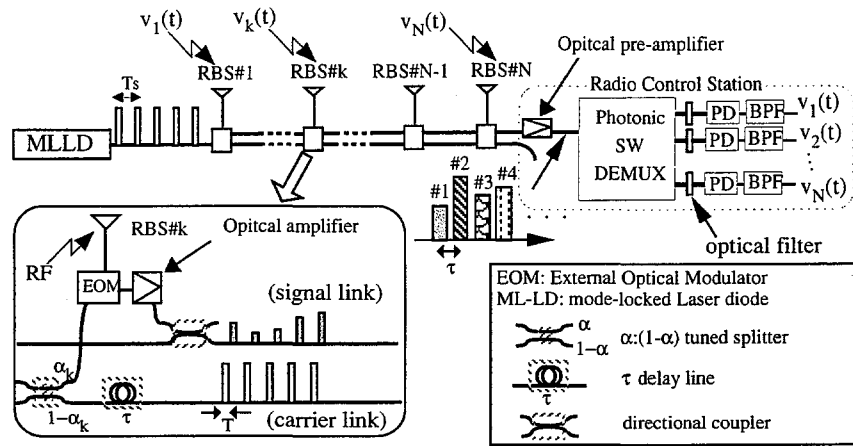 v1(t)
vk(t)
vN(t)
Opitcal pre-amplifier
RBS#1
RBS#k
RBS#N-1
RBS#N
Radio Control Station
Ts
MLLD
Photonic
SW
DEMUX
PD BPF v1(t)
PD BPF v2(t)
PD BPF vN(t)
#1 #2 #3 #4
τ
optical filter
RBS#k
Opitcal amplifier
RF
EOM
(signal link)
αk
1-αk
τ
T
(carrier link)
EOM: External Optical Modulator
ML-LD: mode-locked Laser diode
α
1-α
α:(1-α) tuned splitter
τ
τ delay line
directional coupler